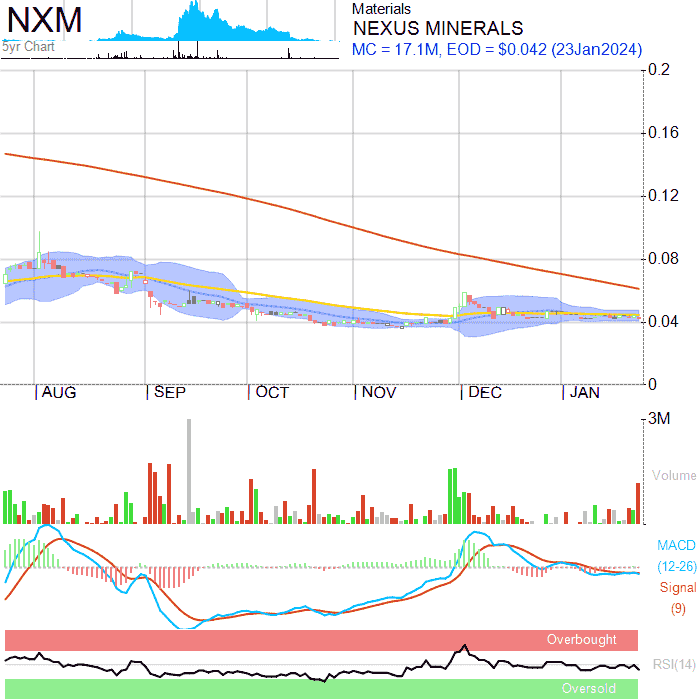 NXM
5yr Chart
Materials
NEXUS MINERALS
MC = 17.1M, EOD = $0.042 (23Jan2024)
0.2
0.16
0.12
0.08
0.04
0
AUG SEP OCT NOV DEC JAN
3M
Volume
MACD
(12-26)
Signal
(9)
Overbought
RSI(14)
Oversold